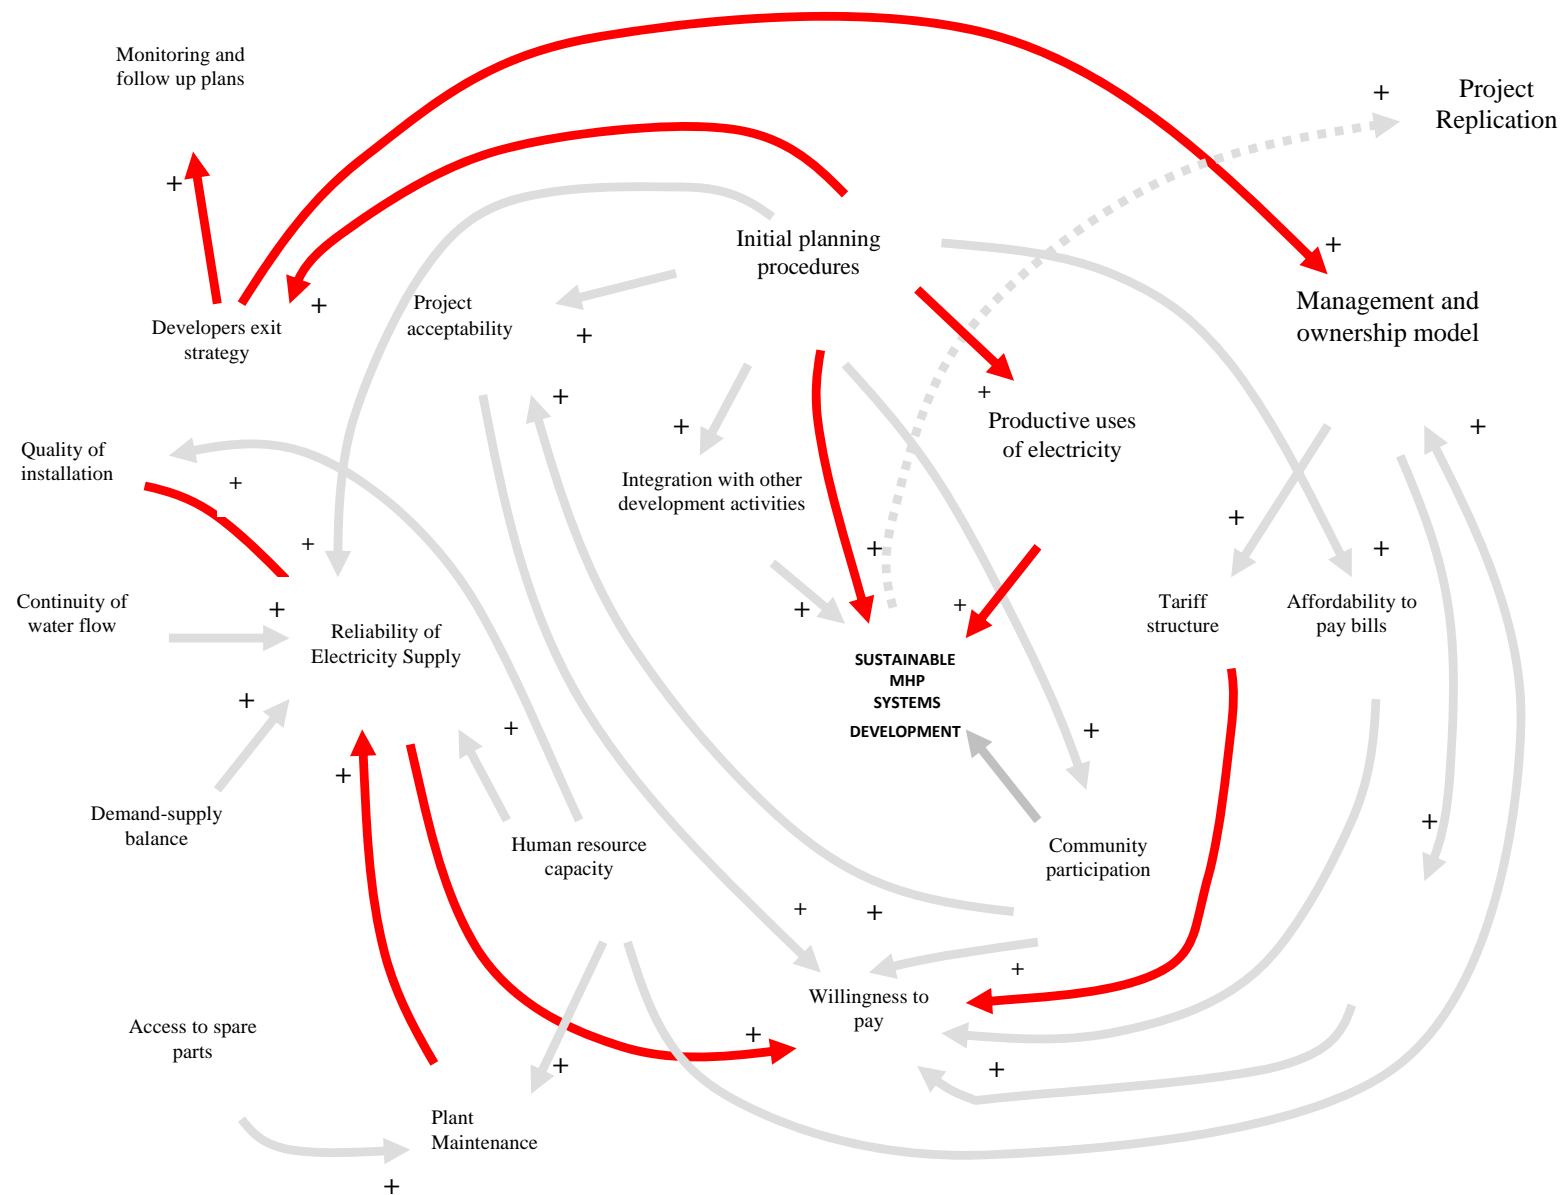 Monitoring and
follow up plans
+
Project
Replication
+
Initial planning
procedures
+
Management and
ownership model
+
Developers exit
strategy
Project
acceptability
+
+
+
+
Productive uses
of electricity
+
Quality of
installation
+
Integration with other
development activities
+
+
+
+
+
Continuity of
water flow
+
Reliability of
Electricity Supply
+
+
Tariff
structure
Affordability to
pay bills
SUSTAINABLE
MHP
SYSTEMS
DEVELOPMENT
+
+
+
+
Demand-supply
balance
Human resource
capacity
Community
participation
+
+
+
+
Willingness to
pay
Access to spare
parts
+
+
+
Plant
Maintenance
+